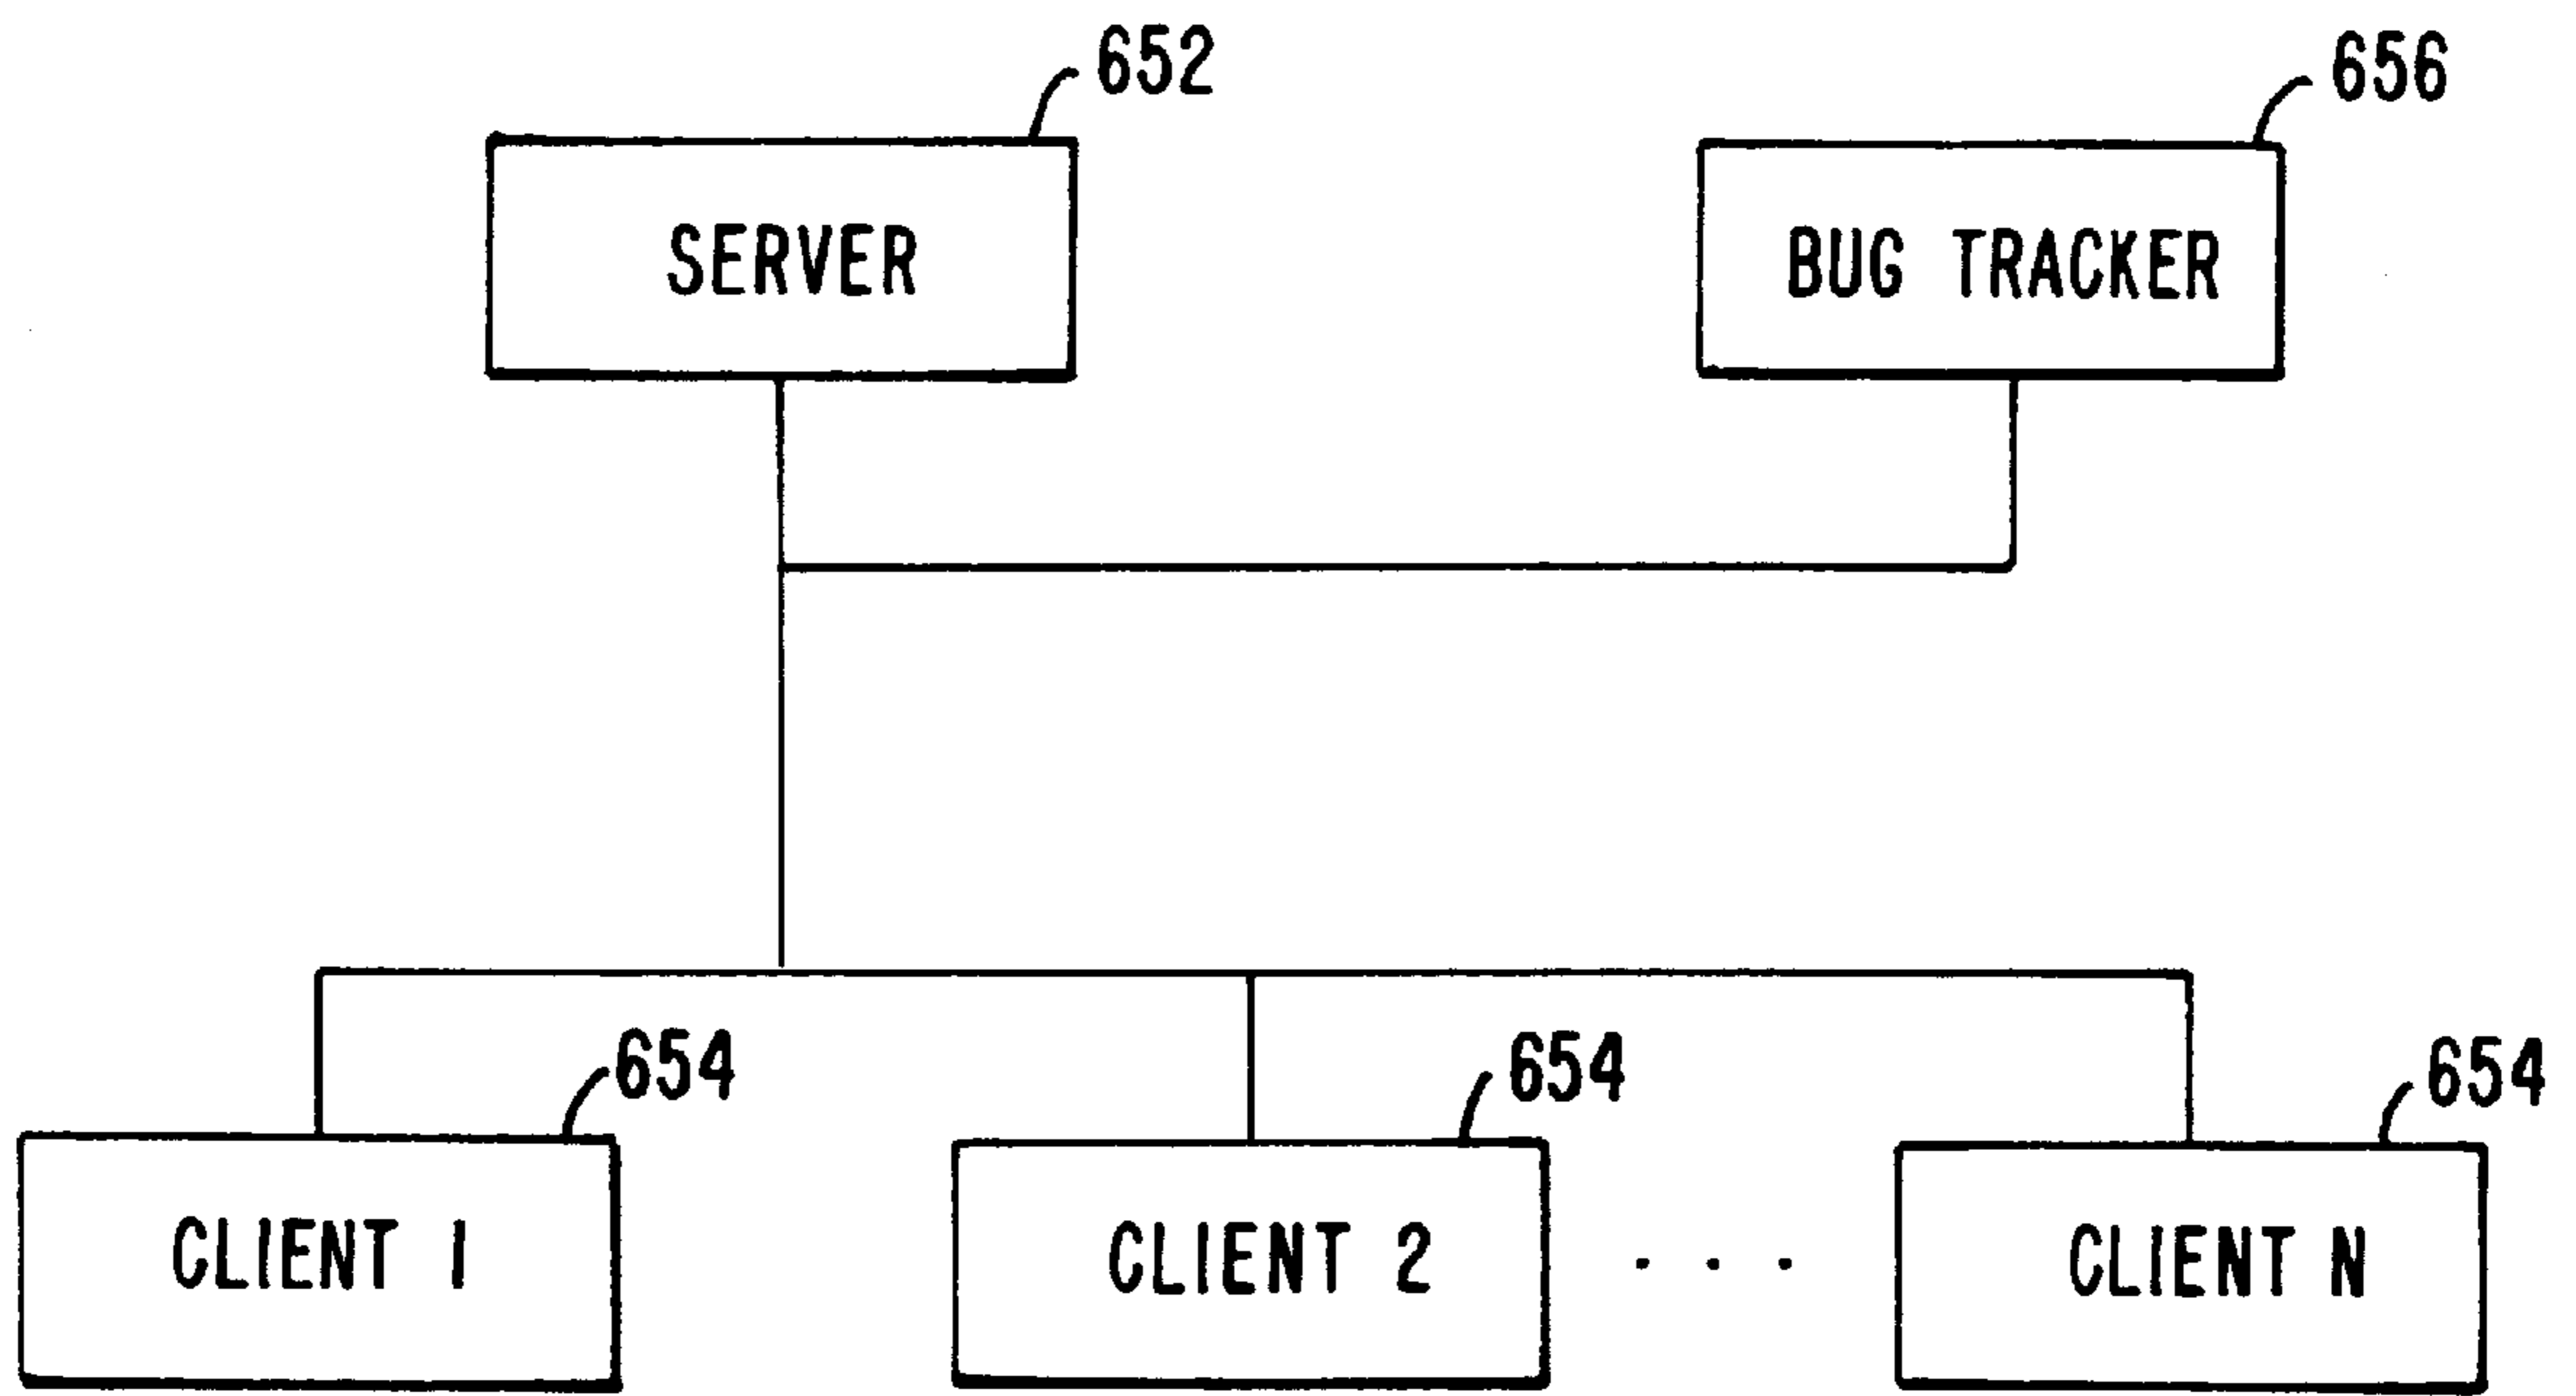 652
656
SERVER
BUG TRACKER
654
654
654
CLIENT 1
CLIENT 2
. . .
CLIENT N